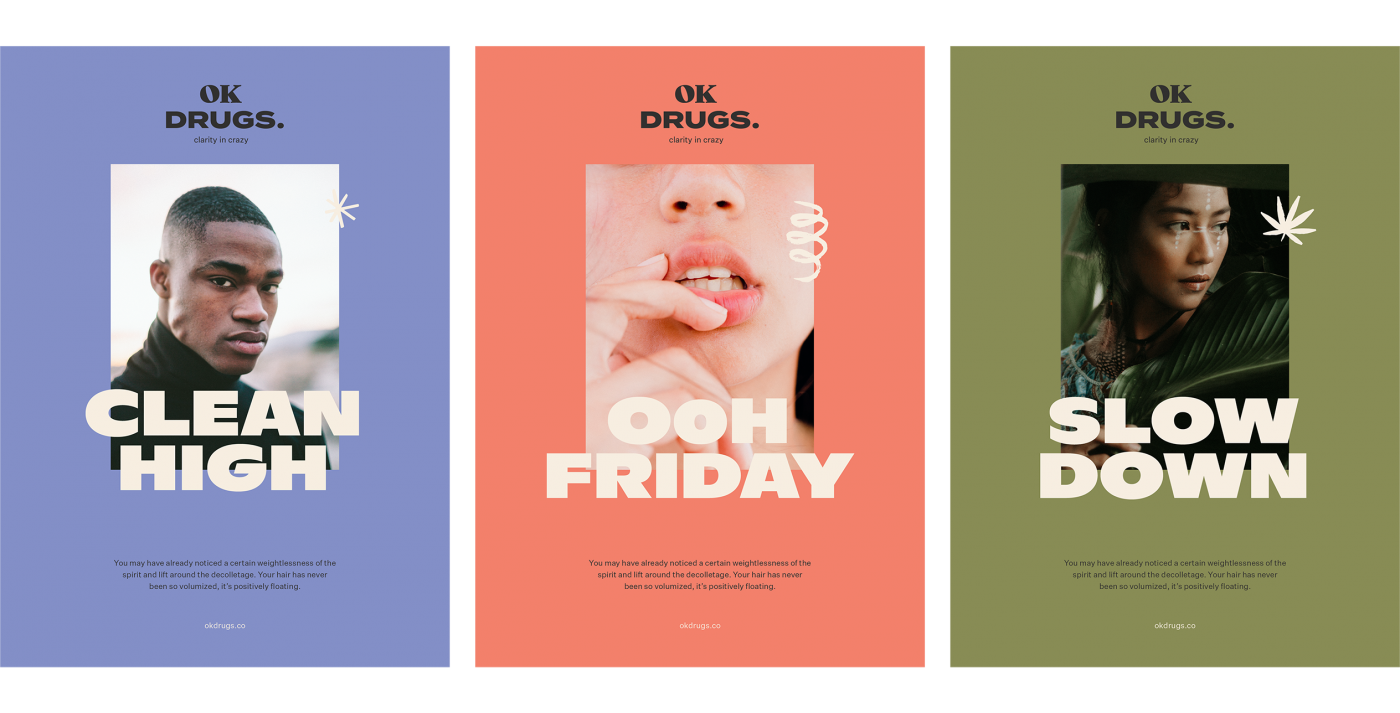 OK
DRUGS.
clarity in crazy
CLEAN
HIGH
You may have already noticed a certain weightlessness of the
spirit and lift around the decolletage. Your hair has never
been so volumized, it's positively floating.
okdrugs.co
OK
DRUGS.
clarity in crazy
OOH
FRIDAY
You may have already noticed a certain weightlessness of the
spirit and lift around the decolletage. Your hair has never
been so volumized, it's positively floating.
okdrugs.co
OK
DRUGS.
clarity in crazy
SLOW
DOWN
You may have already noticed a certain weightlessness of the
spirit and lift around the decolletage. Your hair has never
been so volumized, it's positively floating.
okdrugs.co